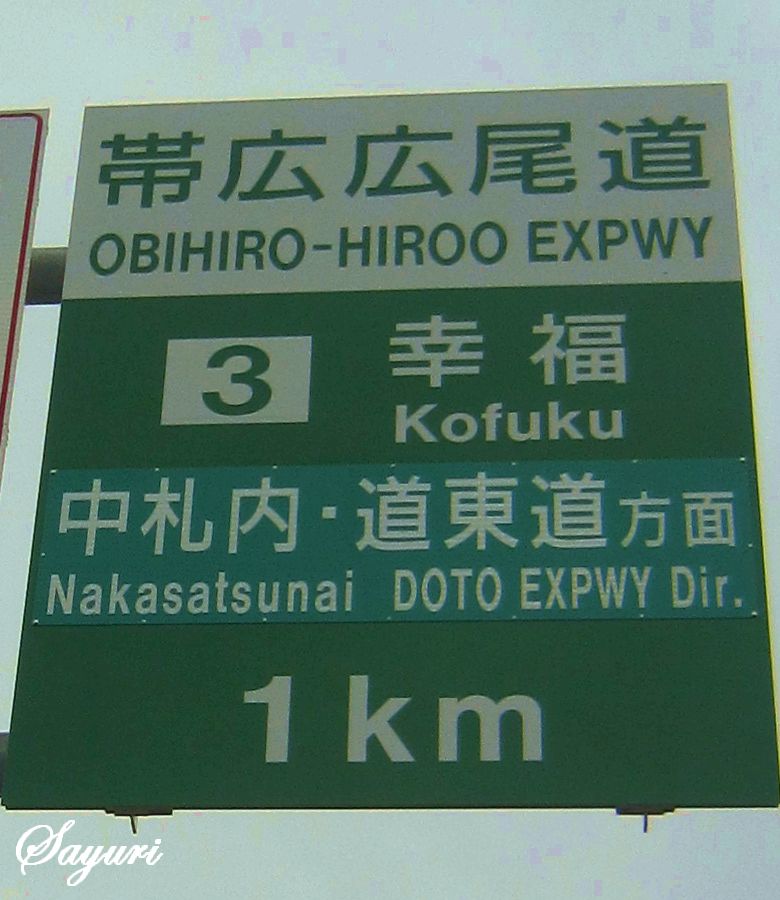 帯広広尾道
OBIHIRO-HIROO EXPWY
3 幸福
Kofuku
中札内・道東道方面
Nakasatsunai DOTO EXPWY Dir.
1km
Sayuri